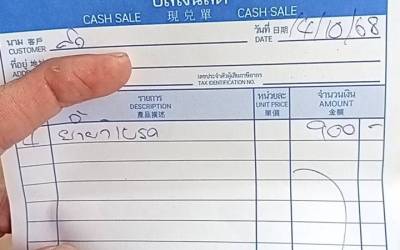 บิลเงินสด
CASH SALE 現兌單 CASH SALE
นาม 客戶
CUSTOMER
วันที่ 日期 14/10/68
DATE
ที่อยู่ 地址
เลขประจำตัวผู้เสียภาษีอากร
TAX IDENTIFICATION NO.
รายการ หน่วยละ จำนวนเงิน
DESCRIPTION UNIT PRICE AMOUNT
產品描述 單價 金額
900 -